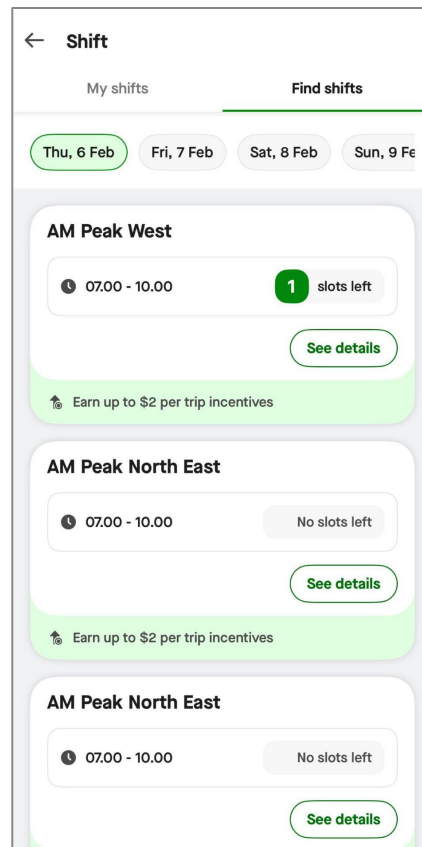 Shift
My shifts Find shifts
Thu, 6 Feb Fri, 7 Feb Sat, 8 Feb Sun, 9 Fe
AM Peak West
07.00 - 10.00 1 slots left
See details
Earn up to $2 per trip incentives
AM Peak North East
07.00 - 10.00 No slots left
See details
Earn up to $2 per trip incentives
AM Peak North East
07.00 - 10.00 No slots left
See details